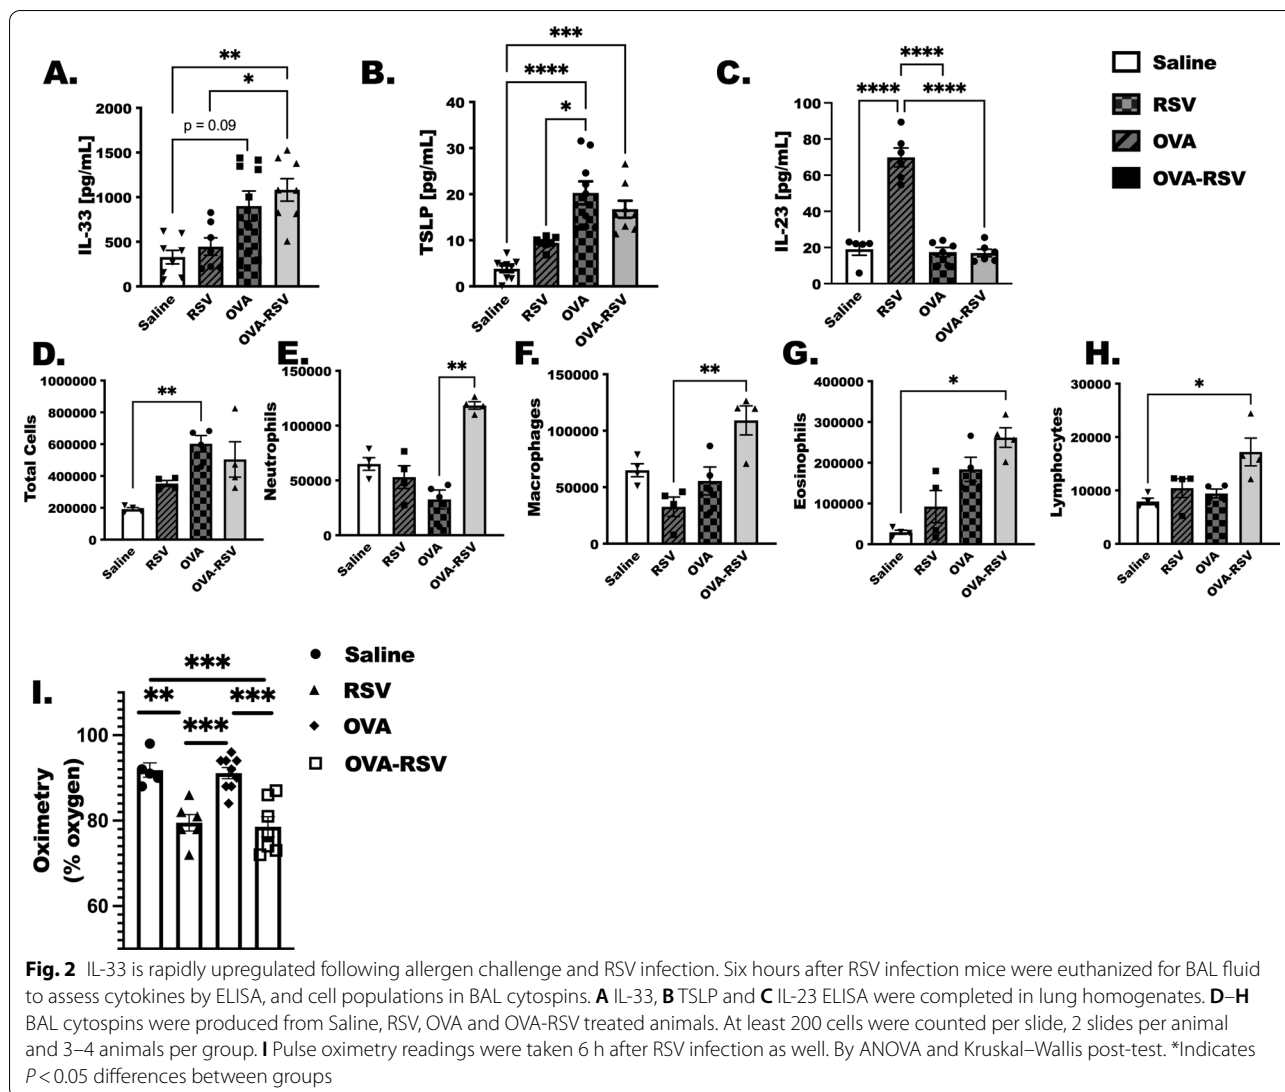 A.
**
*
p = 0.09
IL-33 [pg/mL]
2000
1500
1000
500
0
Saline
RSV
OVA
OVA-RSV
B.
***
****
*
TSLP [pg/mL]
40
30
20
10
0
Saline
RSV
OVA
OVA-RSV
C.
****
**** ****
IL-23 [pg/mL]
100
80
60
40
20
0
Saline
RSV
OVA
OVA-RSV
Saline
RSV
OVA
OVA-RSV
D.
**
Total Cells
1000000
800000
600000
400000
200000
0
Saline
RSV
OVA
OVA-RSV
E.
**
Neutrophils
150000
100000
50000
0
Saline
RSV
OVA
OVA-RSV
F.
**
Macrophages
150000
100000
50000
0
Saline
RSV
OVA
OVA-RSV
G.
*
Eosinophils
400000
300000
200000
100000
0
Saline
RSV
OVA
OVA-RSV
H.
*
Lymphocytes
30000
20000
10000
0
Saline
RSV
OVA
OVA-RSV
I.
***
** ***
***
Oximetry
(% oxygen)
100
80
60
Saline
RSV
OVA
OVA-RSV
Fig. 2 IL-33 is rapidly upregulated following allergen challenge and RSV infection. Six hours after RSV infection mice were euthanized for BAL fluid
to assess cytokines by ELISA, and cell populations in BAL cytospins. A IL-33, B TSLP and C IL-23 ELISA were completed in lung homogenates. D–H
BAL cytospins were produced from Saline, RSV, OVA and OVA-RSV treated animals. At least 200 cells were counted per slide, 2 slides per animal
and 3–4 animals per group. I Pulse oximetry readings were taken 6 h after RSV infection as well. By ANOVA and Kruskal–Wallis post-test. *Indicates
P < 0.05 differences between groups